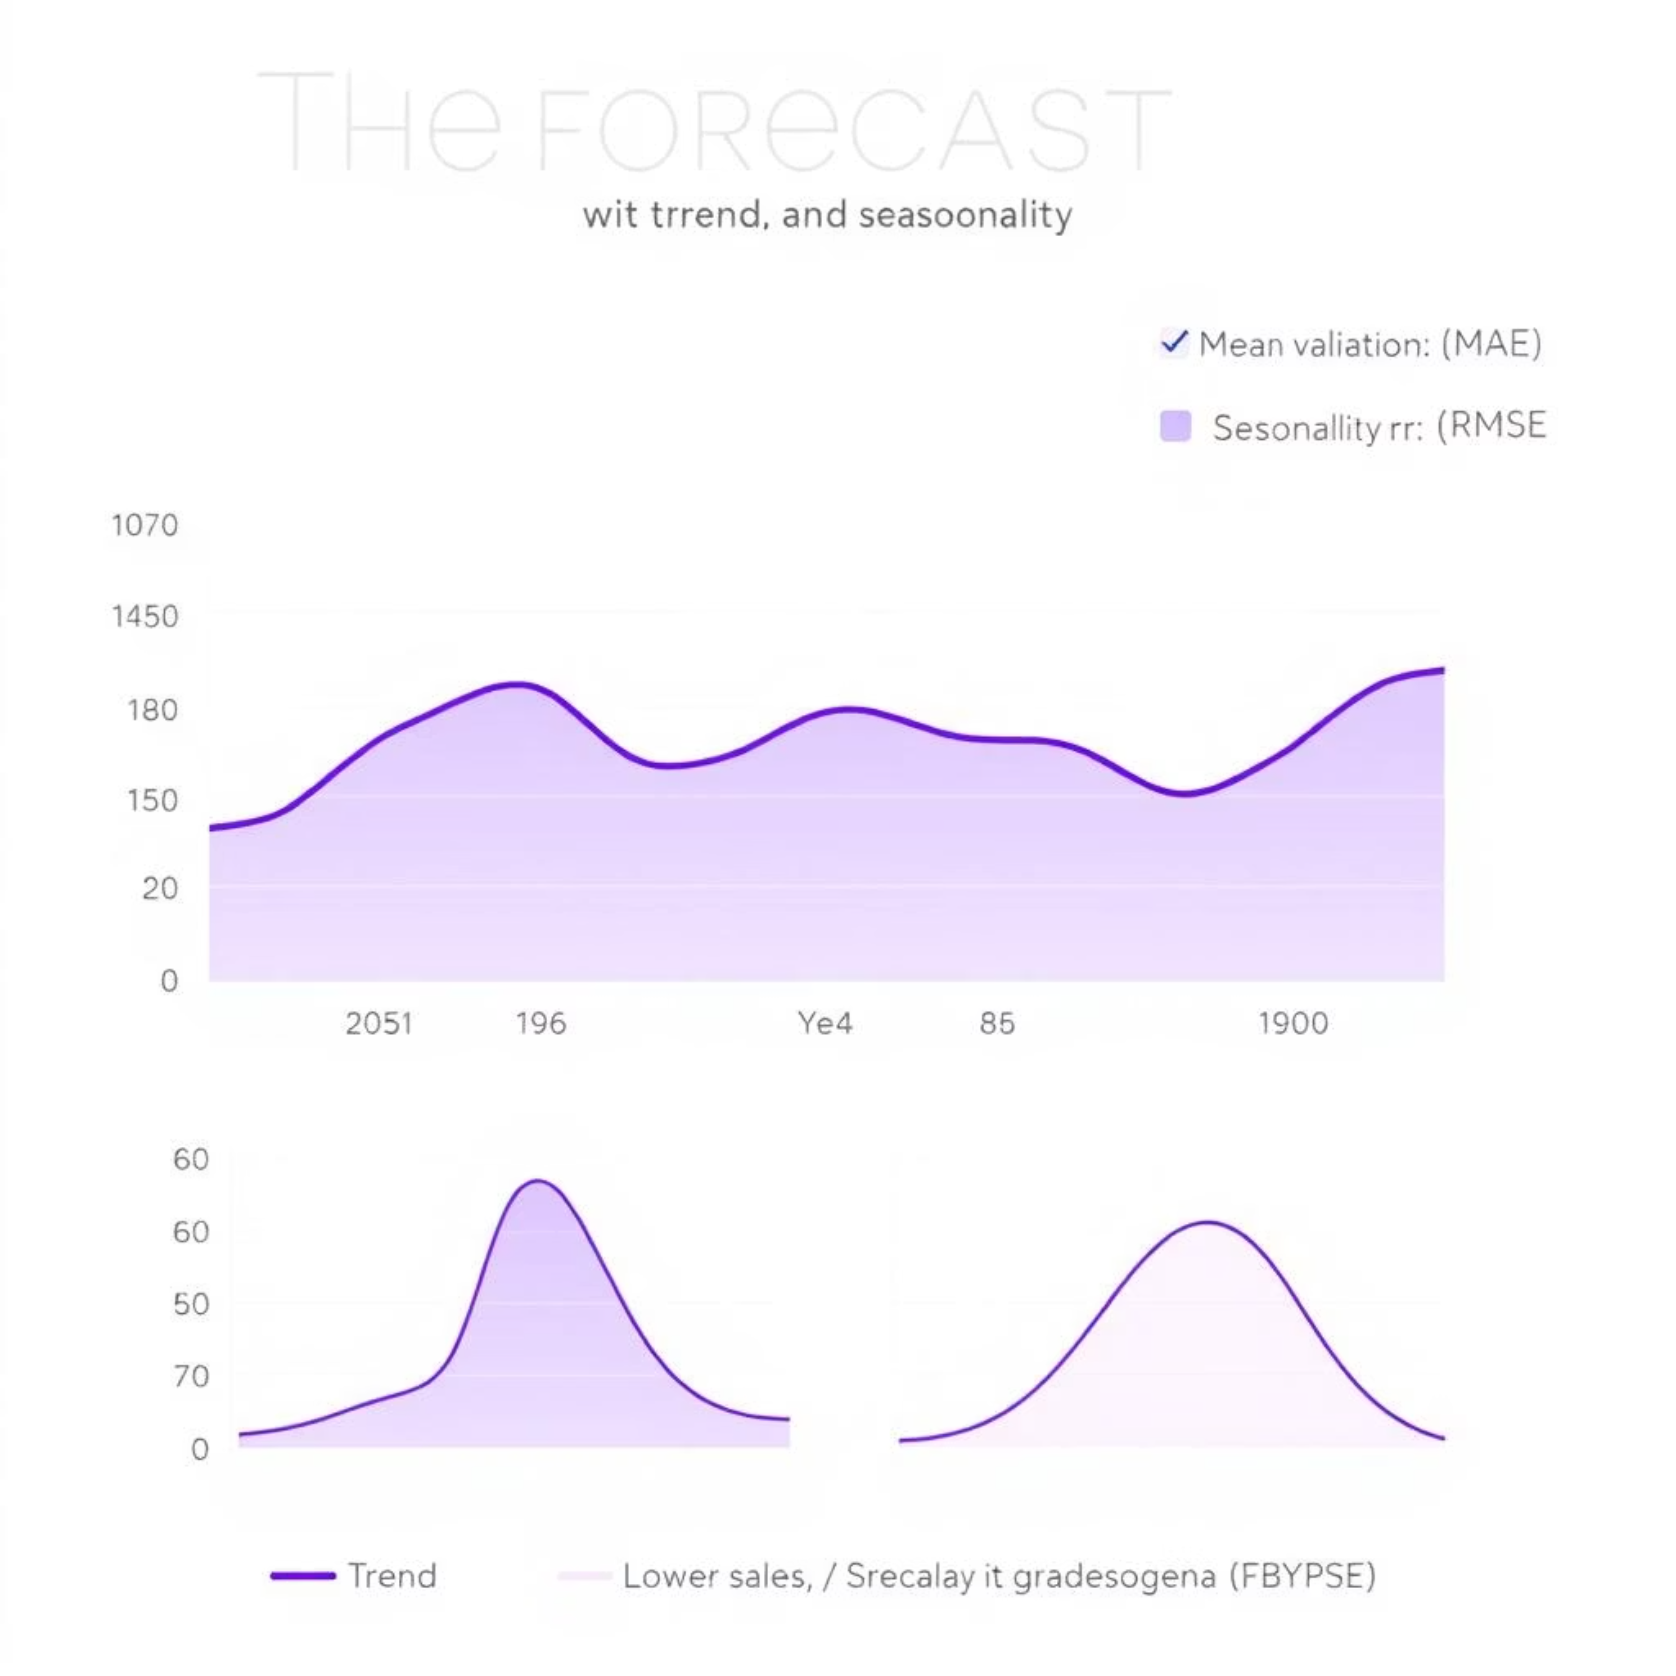 THe FOReCAST
wit trrend, and seasoonality
Mean valiation: (MAE)
Sesonallity rr: (RMSE
1070
1450
180
150
20
0
2051 196 Ye4 85 1900
60
60
50
70
0
Trend Lower sales, / Srecalay it gradesogena (FBYPSE)